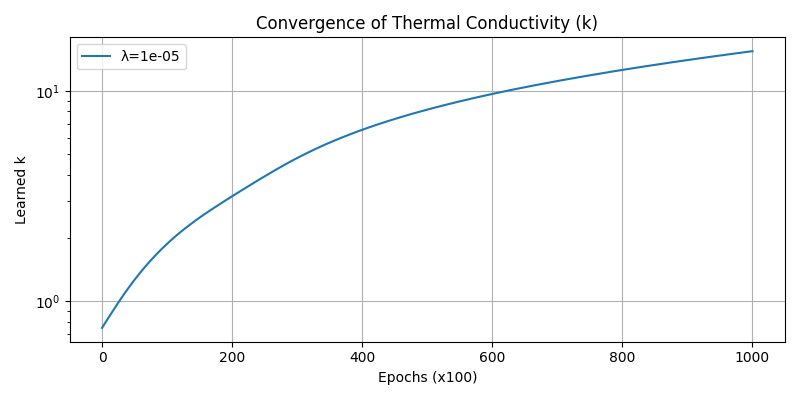 Convergence of Thermal Conductivity (k)
λ=1e-05
Learned k
10¹
10⁰
0 200 400 600 800 1000
Epochs (x100)